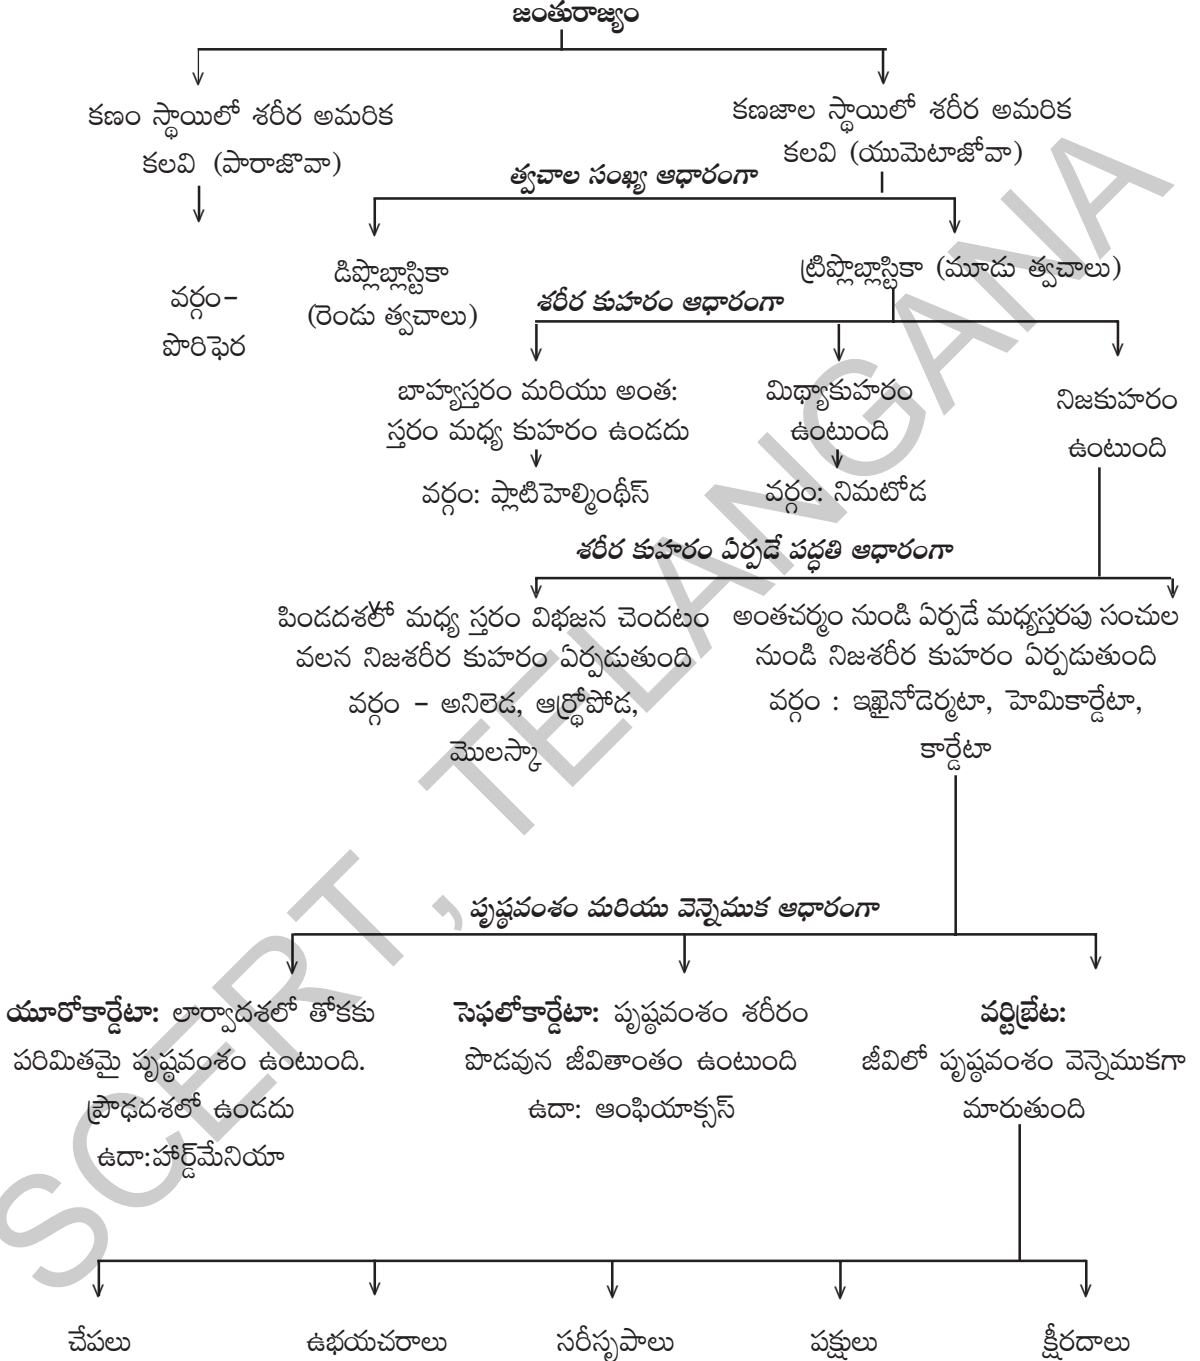 జంతురాజ్యం
కణం స్థాయిలో శరీర అమరిక
కలవి (పారాజొవా)
కణజాల స్థాయిలో శరీర అమరిక
కలవి (యుమెటాజోవా)
త్వచాల సంఖ్య ఆధారంగా
వర్గం-
పొరిఫెర
డిప్లొబ్లాస్టికా
(రెండు త్వచాలు)
ట్రిప్లొబ్లాస్టికా (మూడు త్వచాలు)
శరీర కుహరం ఆధారంగా
బాహ్యస్తరం మరియు అంత:
స్తరం మధ్య కుహరం ఉండదు
వర్గం: ప్లాటిహెల్మింథీస్
మిథ్యాకుహరం
ఉంటుంది
వర్గం: నిమటోడ
నిజకుహరం
ఉంటుంది
శరీర కుహరం ఏర్పడే పద్ధతి ఆధారంగా
పిండదశలో మధ్య స్తరం విభజన చెందటం
వలన నిజశరీర కుహరం ఏర్పడుతుంది
వర్గం - అనిలెడ, ఆర్థ్రోపోడ,
మొలస్కా
అంతచర్మం నుండి ఏర్పడే మధ్యస్తరపు సంచుల
నుండి నిజశరీర కుహరం ఏర్పడుతుంది
వర్గం : ఇఖైనోడెర్మటా, హెమికార్డేటా,
కార్డేటా
పృష్ఠవంశం మరియు వెన్నెముక ఆధారంగా
యూరోకార్డేటా: లార్వాదశలో తోకకు
పరిమితమై పృష్ఠవంశం ఉంటుంది.
ప్రౌఢదశలో ఉండదు
ఉదా:హార్డ్‌మేనియా
సెఫలోకార్డేటా: పృష్ఠవంశం శరీరం
పొడవున జీవితాంతం ఉంటుంది
ఉదా: ఆంఫియాక్సస్
వర్టిబ్రేట:
జీవిలో పృష్ఠవంశం వెన్నెముకగా
మారుతుంది
చేపలు
ఉభయచరాలు
సరీసృపాలు
పక్షులు
క్షీరదాలు
SCERT, TELANGANA